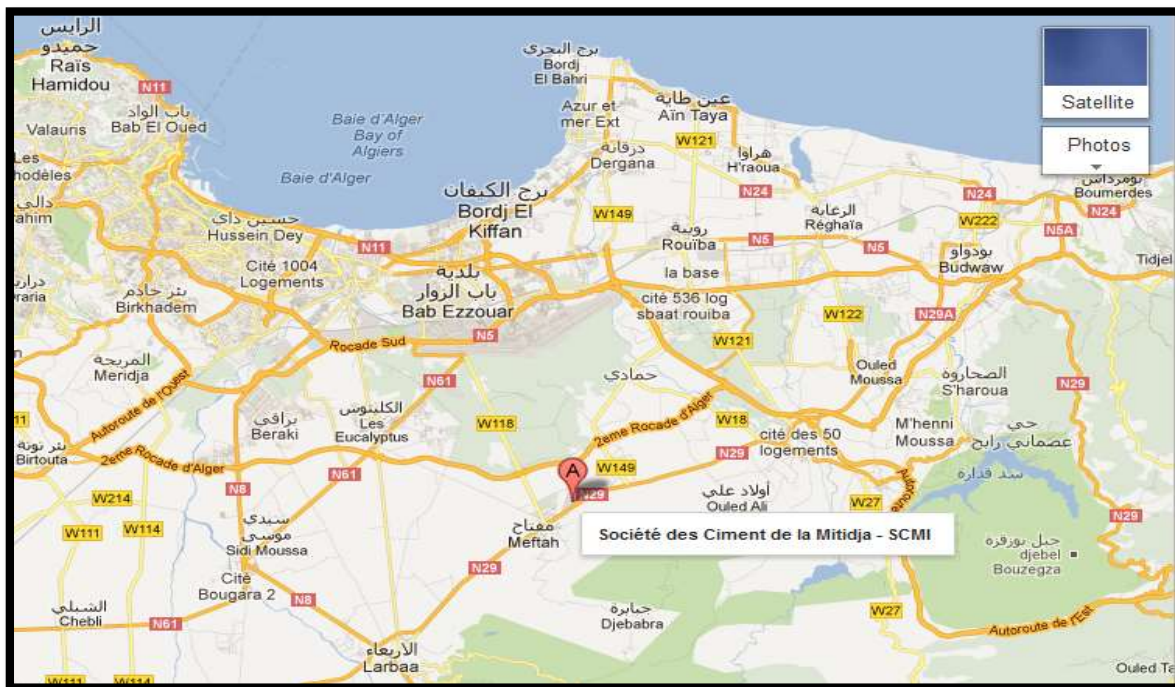 الرايس
حميدو
Raïs
Hamidou
N11
برج البحري
Bordj
El Bahri
Satellite
Photos
باب الواد
Bab El Oued
Valauris
Les
Baie d'Alger
Bay of
Algiers
Baie d'Alger
Azur et
mer Ext
عين طاية
Aïn Taya
W121
درقانة
Dergana
هراوا
H'raoua
N24
بومرداس
Boumerdes
N24
N24
W222
N5A
حسين داي
Hussein Dey
N11
برج الكيفان
Bordj El
Kiffan
W149
رويبة
Rouïba
N5
الرغاية
Réghaïa
N5
بودواو
Budwaw
Cité 1004
Logements
بلدية
باب الزوار
Bab Ezzouar
la base
بئر خادم
Birkhadem
cité 536 log
sbaat rouiba
W122
N29A
N5
Rocade Sud
W121
المريجة
Meridja
N61
حمادي
Ouled
Moussa
الصحاروة
S'haroua
N29
Autoroute de l'Ouest
براقي
Beraki
الكليتوس
Les
Eucalyptus
W118
2eme Rocade d'Alger
W18
M'henni
Moussa
حي
عصماني رابح
cité des 50
logements
بئر توتة
Birtouta
2eme Rocade d'Alger
N61
A
W149
N29
N29
سد قدارة
N8
W214
W111
W114
سيدي
موسى
Sidi Moussa
مفتاح
Meftah
أولاد علي
Ouled Ali
W27
Autoroute
N29
Société des Ciment de la Mitidja - SCMI
جبل بوزقزة
djebel
Bouzegza
Cité
Bougara 2
N29
N8
الشبلي
Chebli
N61
جبابرة
Djebabra
W27
Autoroute de l'Est
الأربعاء
Larbaa
W111
W114